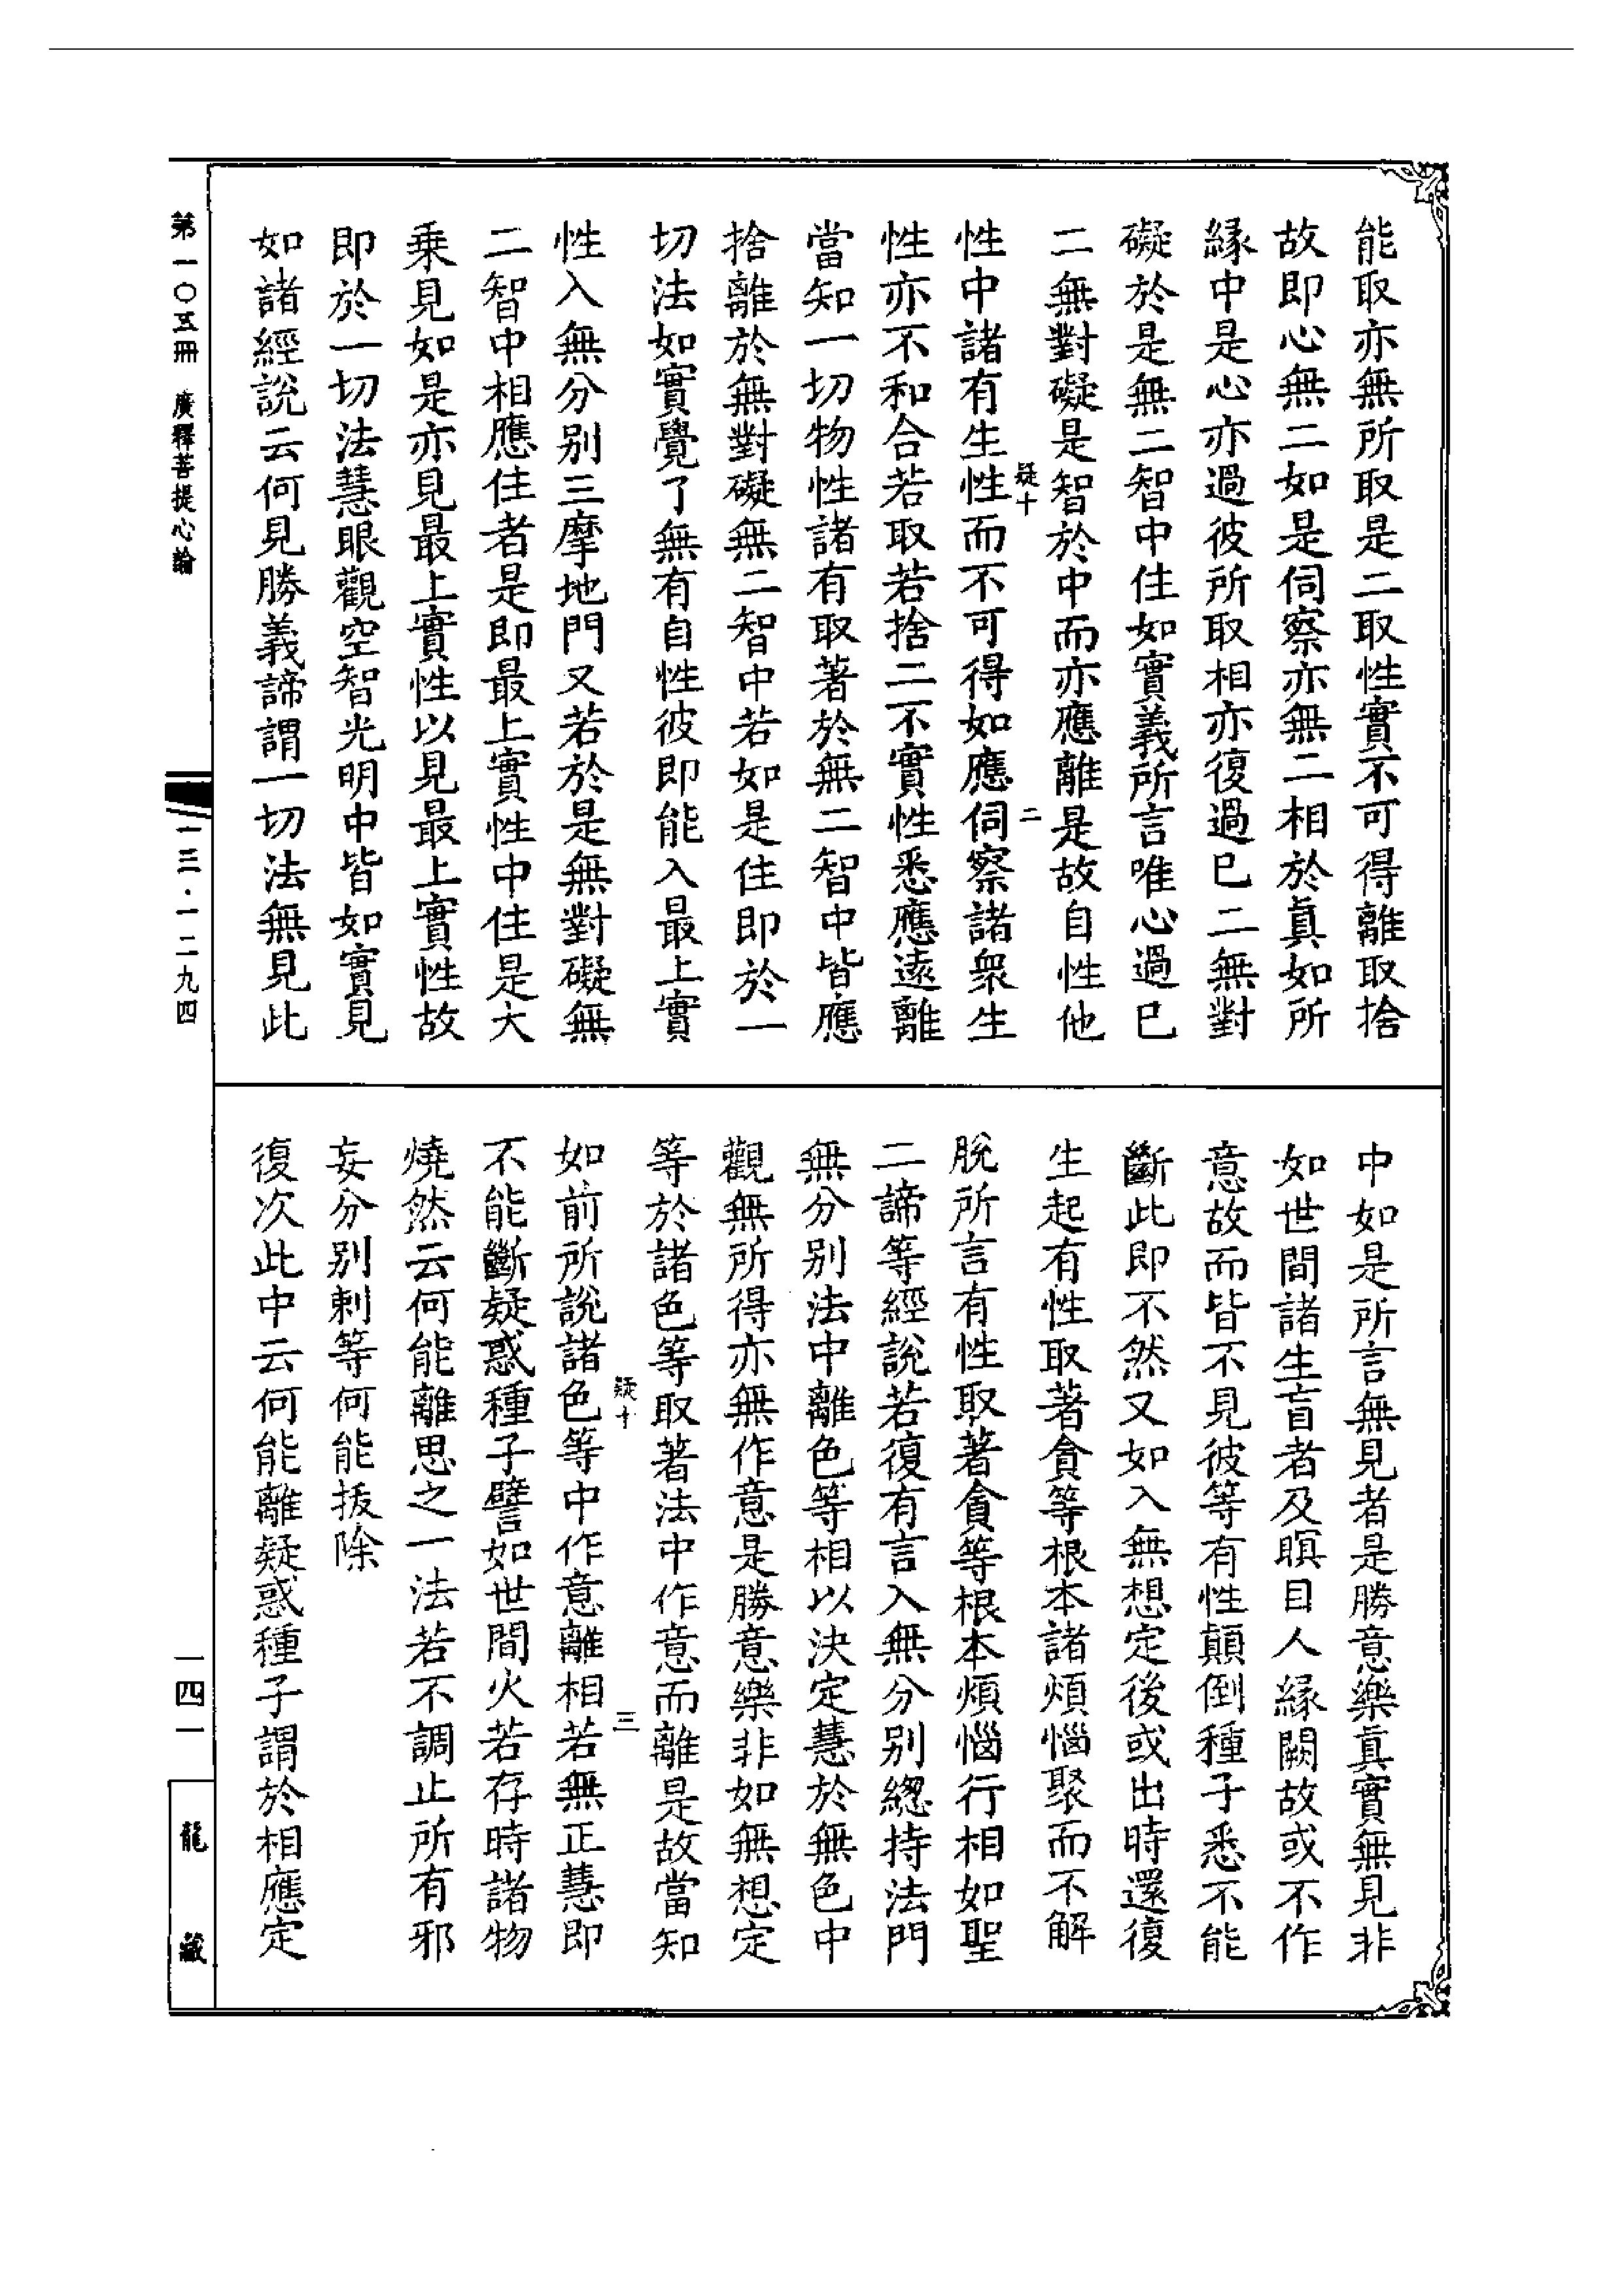 能取亦無所取是二取性實不可得離取捨
故即心無二如是伺察亦無二相於真如所
緣中是心亦過彼所取相亦復過已二無對
礙於是無二智中住如實義所言唯心過已
二無對礙是智於中而亦應離是故自性他
疑十
二
性中諸有生性而不可得如應伺察諸衆生
性亦不和合若取若捨二不實性悉應遠離
當知一切物性諸有取著於無二智中皆應
捨離於無對礙無二智中若如是住即於一
切法如實覺了無有自性彼即能入最上實
性入無分别三摩地門又若於是無對礙無
二智中相應住者是即最上實性中住是大
乗見如是亦見最上實性以見最上實性故
即於一切法慧眼觀空智光明中皆如實見
如諸經説云何見勝義諦謂一切法無見此
中如是所言無見者是勝意樂真實無見非
如世間諸生盲者及瞑目人緣闕故或不作
意故而皆不見彼等有性顛倒種子悉不能
斷此即不然又如入無想定後或出時還復
生起有性取著貪等根本諸煩惱聚而不解
脱所言有性取著貪等根本煩惱行相如聖
二諦等經説若復有言入無分别緫持法門
無分别法中離色等相以決定慧於無色中
觀無所得亦無作意是勝意樂非如無想定
等於諸色等取著法中作意而離是故當知
疑十
三
如前所説諸色等中作意離相若無正慧即
不能斷疑惑種子譬如世間火若存時諸物
燒然云何能離思之一法若不調止所有邪
妄分别刺等何能拔除
復次此中云何能離疑惑種子謂於相應定
第一〇五冊　廣釋菩提心論
一三·一二九四
一四一
龍藏